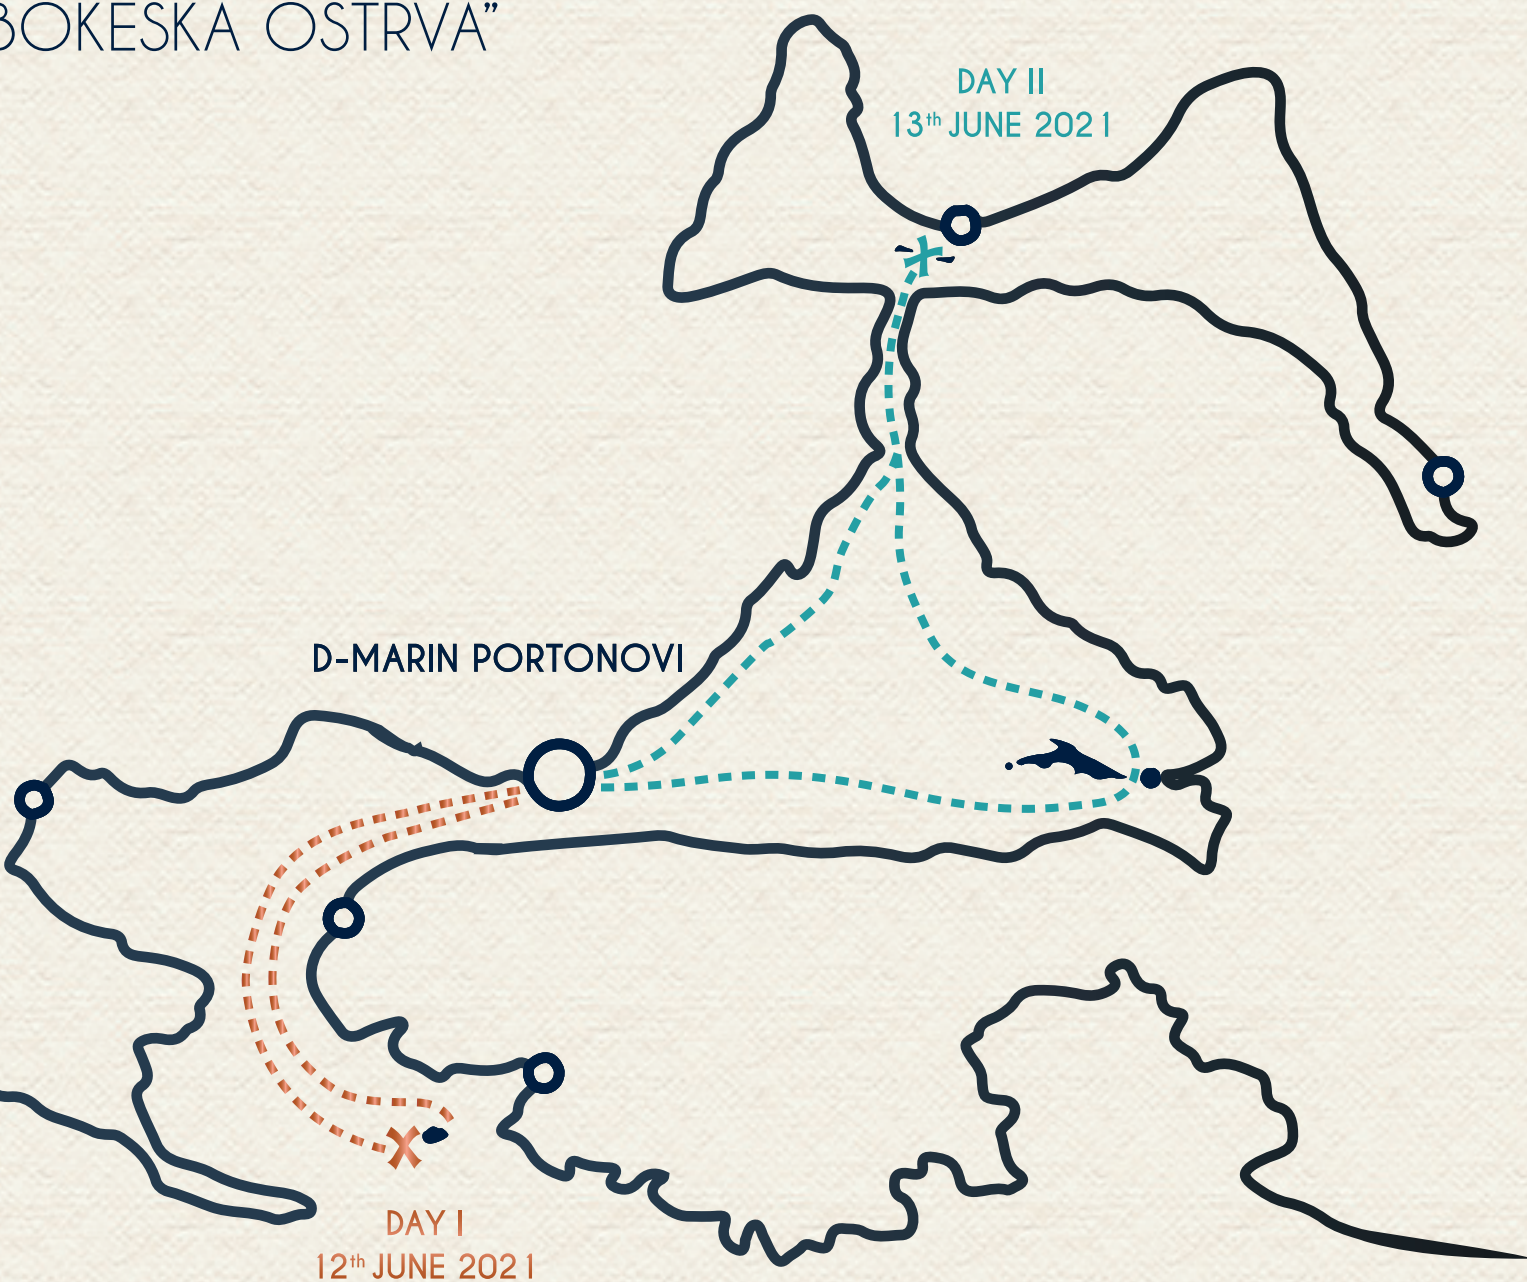 BOKESKA OSTRVA”
DAY II
13th JUNE 2021
D-MARIN PORTONOVI
DAY I
12th JUNE 2021